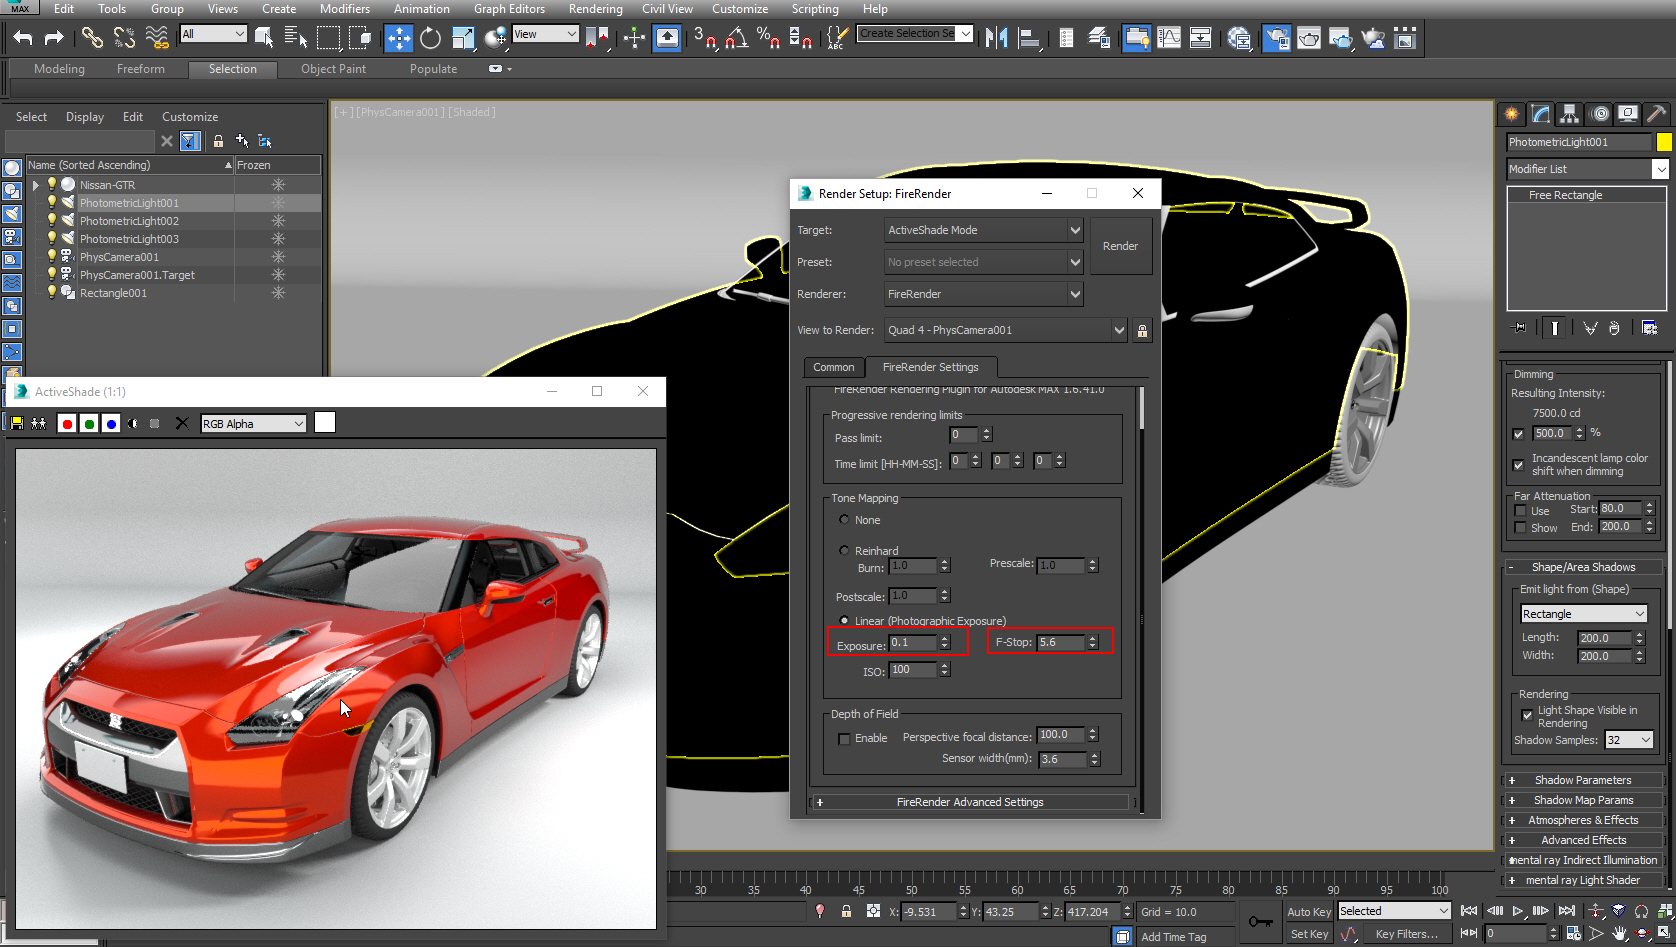 MAX
Edit Tools Group Views Create Modifiers Animation Graph Editors Rendering Civil View Customize Scripting Help
All
View
3
%
ABC
Create Selection Se
Modeling Freeform Selection Object Paint Populate
Select Display Edit Customize
Name (Sorted Ascending) Frozen
Nissan-GTR
PhotometricLight001
PhotometricLight002
PhotometricLight003
PhysCamera001
PhysCamera001.Target
Rectangle001
[+] [PhysCamera001] [Shaded]
ActiveShade (1:1)
RGB Alpha
Render Setup: FireRender
Target: ActiveShade Mode
Render
Preset: No preset selected
Renderer: FireRender
View to Render: Quad 4 - PhysCamera001
Common FireRender Settings
FireRender Rendering Plugin for Autodesk MAX 1.6.41.0
Progressive rendering limits
Pass limit: 0
Time limit [HH-MM-SS]: 0 0 0
Tone Mapping
None
Reinhard
Burn: 1.0 Prescale: 1.0
Postscale: 1.0
Linear (Photographic Exposure)
Exposure: 0.1 F-Stop: 5.6
ISO: 100
Depth of Field
Enable Perspective focal distance: 100.0
Sensor width(mm): 3.6
+ FireRender Advanced Settings
PhotometricLight001
Modifier List
Free Rectangle
Dimming
Resulting Intensity:
7500.0 cd
500.0 %
Incandescent lamp color
shift when dimming
Far Attenuation
Use Start: 80.0
Show End: 200.0
- Shape/Area Shadows
Emit light from (Shape)
Rectangle
Length: 200.0
Width: 200.0
Rendering
Light Shape Visible in
Rendering
Shadow Samples: 32
+ Shadow Parameters
+ Shadow Map Params
+ Atmospheres & Effects
+ Advanced Effects
mental ray Indirect Illumination
+ mental ray Light Shader
30 35 40 45 50 55 60 65 70 75 80 85 90 95 100
X: -9.531 Y: 43.25 Z: 417.204 Grid = 10.0
Auto Key Selected
Add Time Tag
Set Key Key Filters... 0